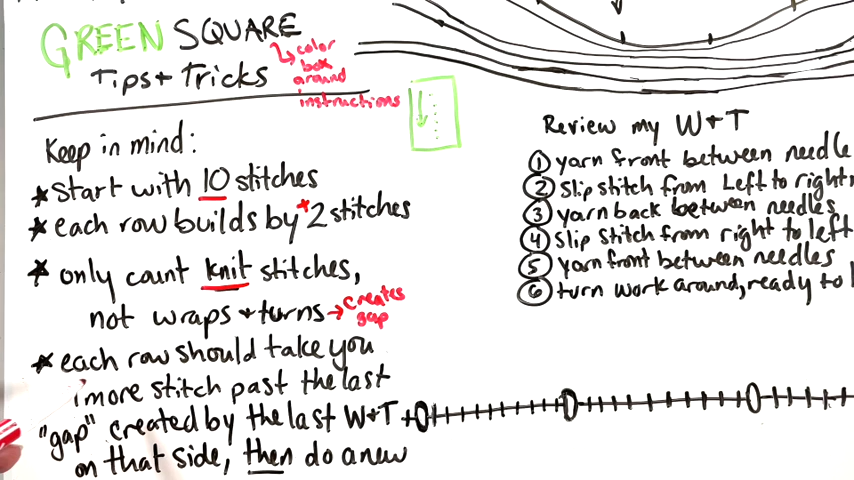 GREEN SQUARE
Tips + Tricks
color
box
around
instructions
Keep in mind:
* Start with 10 stitches
* each row builds by +2 stitches
* only count knit stitches,
not wraps + turns → creates
gap
* each row should take you
1 more stitch past the last
"gap" created by the last W+T
on that side, then do a new
Review my W+T
1 yarn front between needle
2 Slip stitch from Left to right,
3 yarn back between needles
4 Slip stitch from right to left
5 yarn front between needles
6 turn work around, ready to